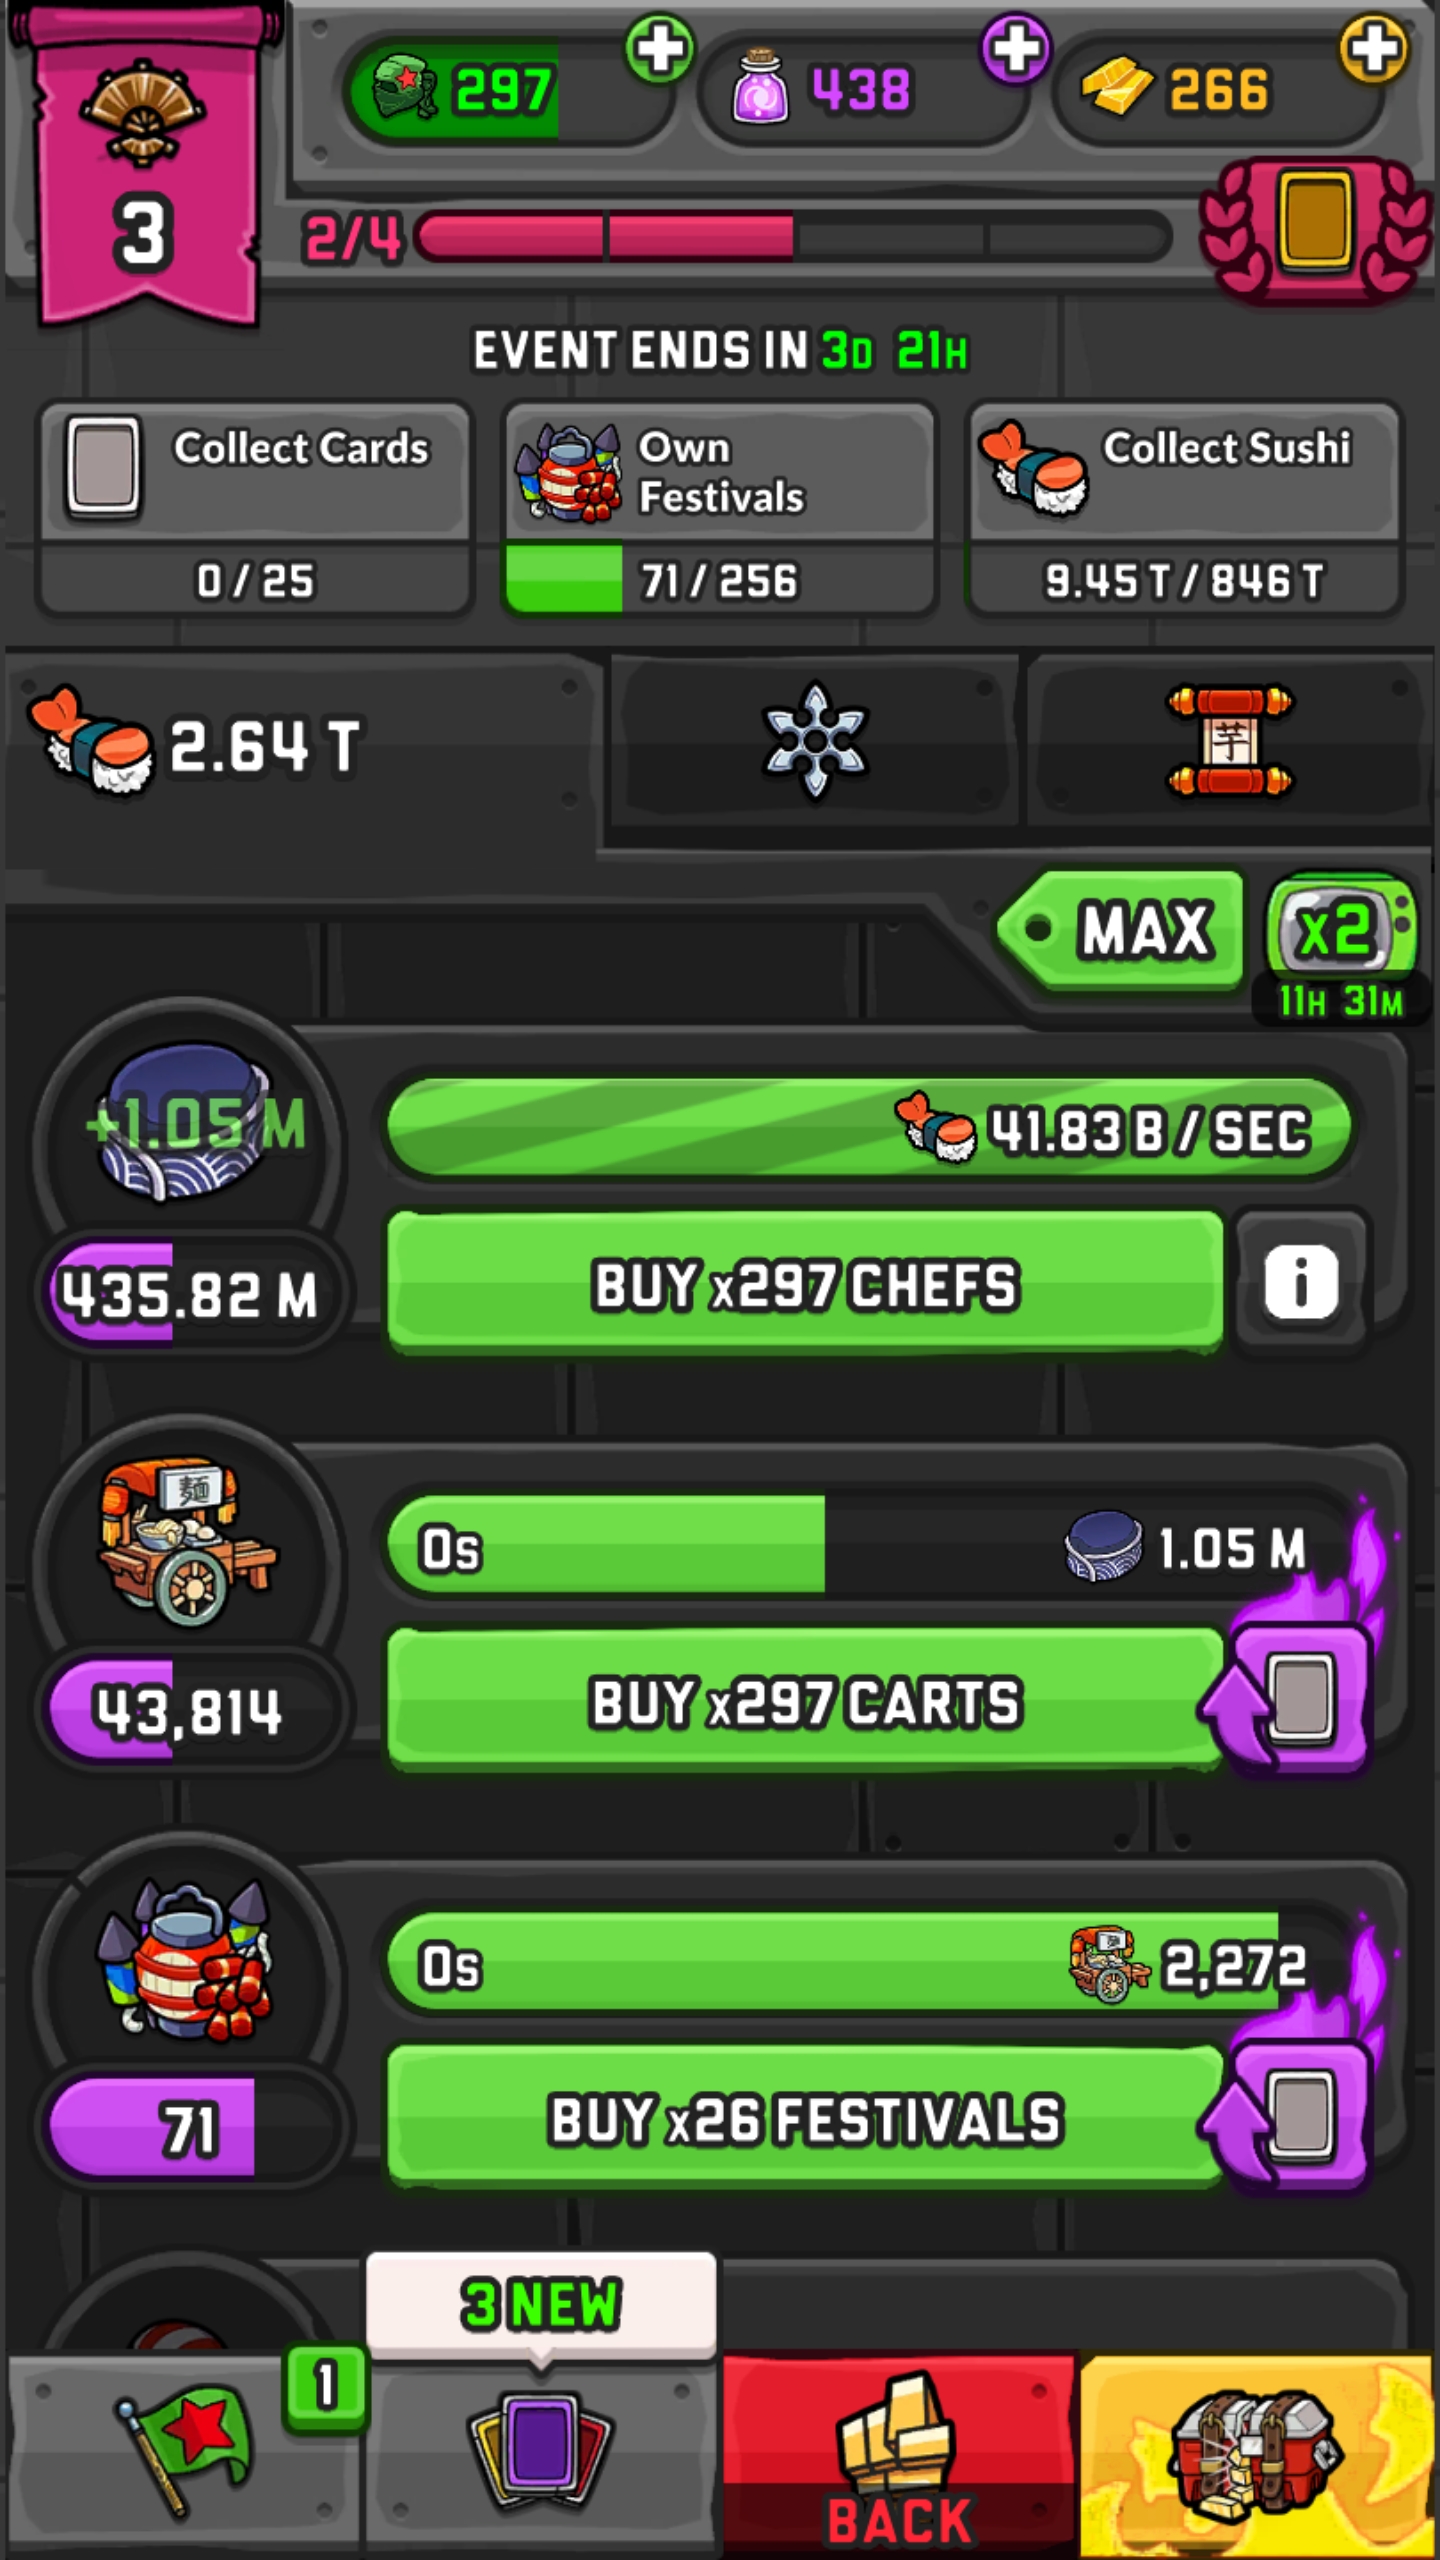 297
438
266
3
2/4
EVENT ENDS IN 3D 21H
Collect Cards
0 / 25
Own
Festivals
71 / 256
Collect Sushi
9.45 T / 846 T
2.64 T
芋
MAX
x2
11H 31M
+1.05 M
41.83 B / SEC
435.82 M
BUY x297 CHEFS
i
麺
0s
1.05 M
43,814
BUY x297 CARTS
0s
2,272
71
BUY x26 FESTIVALS
3 NEW
1
BACK